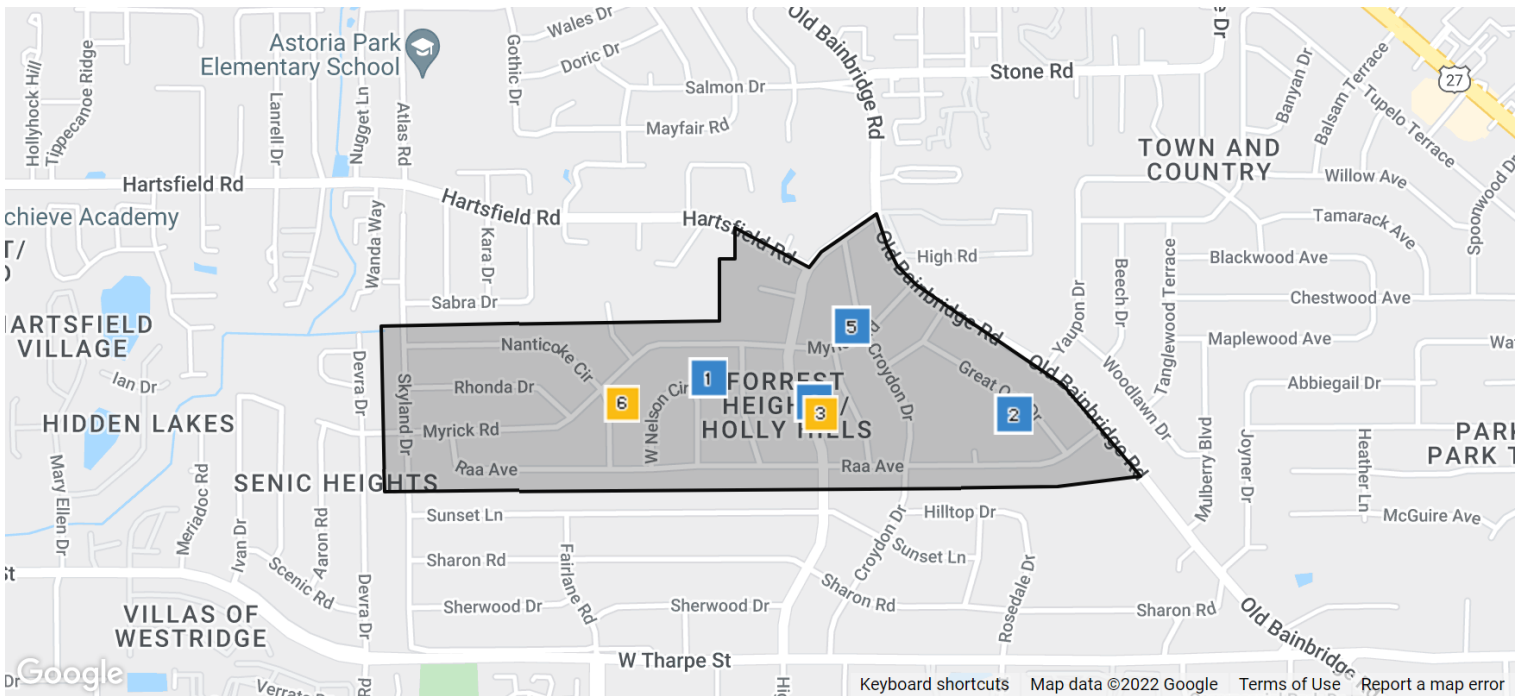 Old Bainbridge Rd
Wales Dr
Doric Dr
Gothic Dr
Astoria Park
Elementary School
Stone Rd
27
Hollyhock Hill
Tippecanoe Ridge
Lanrell Dr
Nugget Ln
Atlas Rd
Salmon Dr
Mayfair Rd
Banyan Dr
Balsam Terrace
Tupelo Terrace
TOWN AND
COUNTRY
Willow Ave
Spoonwood Dr
Hartsfield Rd
Hartsfield Rd
Hartsfield Rd
chieve Academy
Wanda Way
Kara Dr
Tamarack Ave
High Rd
Blackwood Ave
Old Bainbridge Rd
Beech Dr
Tanglewood Terrace
Yaupon Dr
Chestwood Ave
Sabra Dr
HARTSFIELD
VILLAGE
Maplewood Ave
Nanticoke Cir
5
Croydon Dr
Old Bainbridge Rd
Woodlawn Dr
Ian Dr
Devra Dr
Skyland Dr
Rhonda Dr
1
FORREST
HEIGHTS/
HOLLY HILLS
3
6
W Nelson Cir
2
Abbiegail Dr
HIDDEN LAKES
Myrick Rd
Raa Ave
Raa Ave
Mulberry Blvd
Joyner Dr
Heather Ln
Mary Ellen Dr
Meriadoc Rd
SENIC HEIGHTS
Ivan Dr
Aaron Rd
Sunset Ln
Hilltop Dr
Sunset Ln
McGuire Ave
Scenic Rd
Devra Dr
Sharon Rd
Fairlane Rd
Croydon Dr
Sharon Rd
Rosedale Dr
Sharon Rd
VILLAS OF
WESTRIDGE
Sherwood Dr
Sherwood Dr
Old Bainbridge
W Tharpe St
Google
Keyboard shortcuts
Map data ©2022 Google
Terms of Use
Report a map error